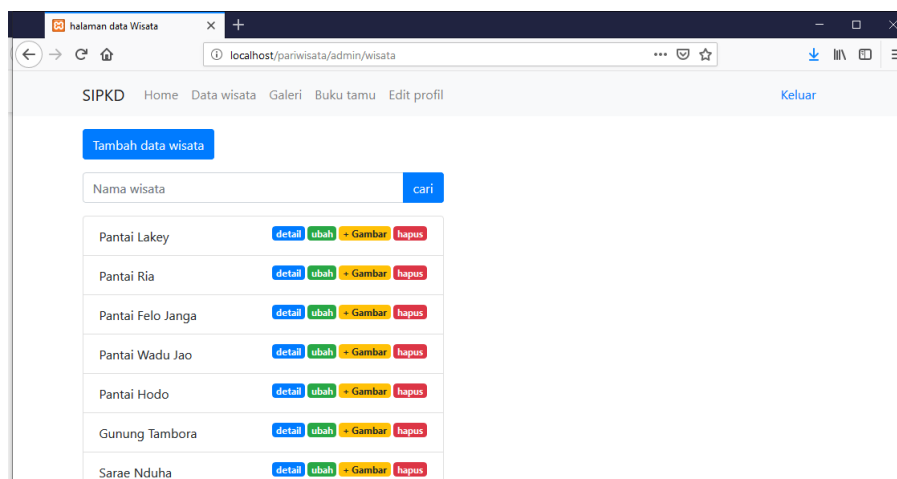 halaman data Wisata
localhost/pariwisata/admin/wisata
SIPKD Home Data wisata Galeri Buku tamu Edit profil Keluar
Tambah data wisata
Nama wisata cari
Pantai Lakey detail ubah + Gambar hapus
Pantai Ria detail ubah + Gambar hapus
Pantai Felo Janga detail ubah + Gambar hapus
Pantai Wadu Jao detail ubah + Gambar hapus
Pantai Hodo detail ubah + Gambar hapus
Gunung Tambora detail ubah + Gambar hapus
Sarae Nduha detail ubah + Gambar hapus